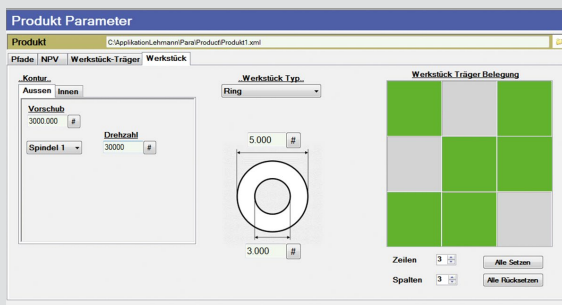 Produkt Parameter
Produkt C:\ApplikationLehmann\Para\Product\Produkt1.xml
Pfade NPV Werkstück-Träger Werkstück
..Kontur..
Aussen Innen
Vorschub
3000.000 #
Drehzahl
Spindel 1 30000 #
..Werkstück Typ..
Ring
5.000 #
3.000 #
Werkstück Träger Belegung
Zeilen 3 Alle Setzen
Spalten 3 Alle Rücksetzen